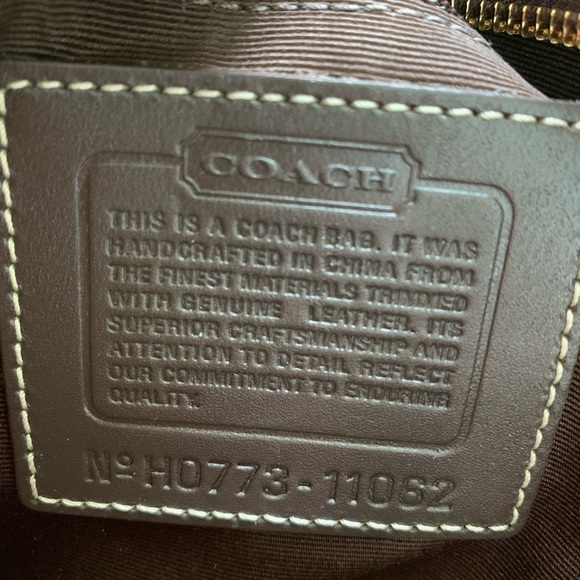 COACH
THIS IS A COACH BAG. IT WAS
HANDCRAFTED IN CHINA FROM
THE FINEST MATERIALS TRIMMED
WITH GENUINE LEATHER. ITS
SUPERIOR CRAFTSMANSHIP AND
ATTENTION TO DETAIL REFLECT
OUR COMMITMENT TO ENDURING
QUALITY.
Nº H0773-11062